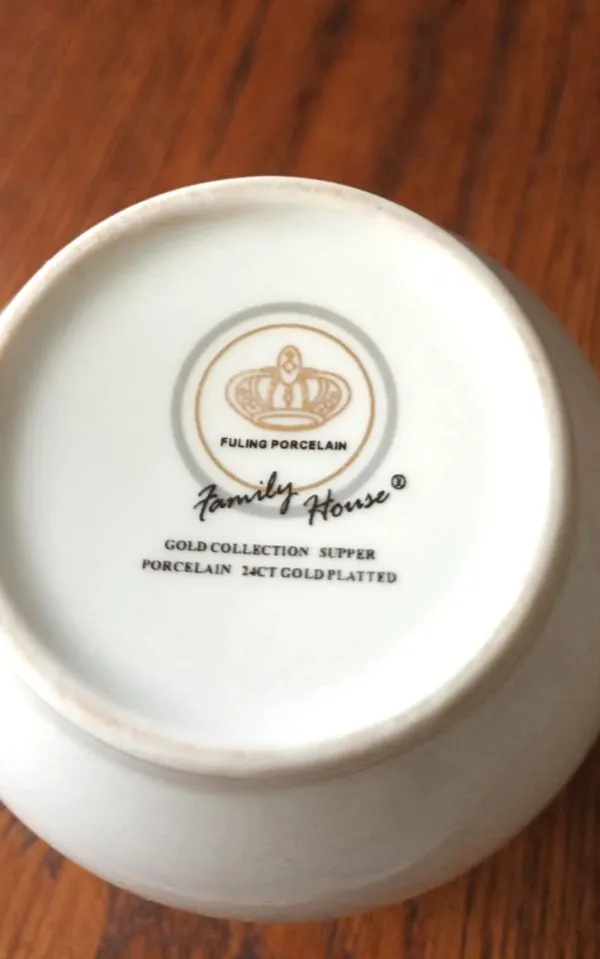 FULING PORCELAIN
Family House®
GOLD COLLECTION SUPPER
PORCELAIN 24CT GOLD PLATTED